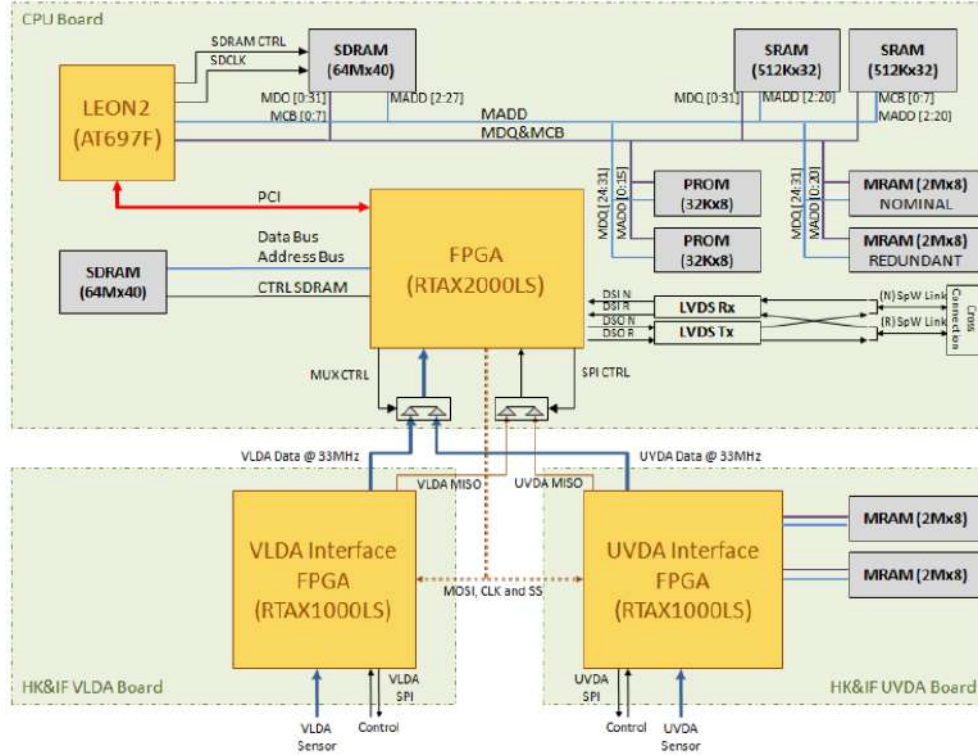 CPU Board
SDRAM CTRL
SDCLK
SDRAM
(64Mx40)
SRAM
(512Kx32)
SRAM
(512Kx32)
LEON2
(AT697F)
MDQ [0:31]
MCB [0:7]
MADD [2:27]
MDQ [0:31]
MADD [2:20]
MCB [0:7]
MADD [2:20]
MADD
MDQ&MCB
PCI
MDQ [24:31]
MADD [0:15]
PROM
(32Kx8)
PROM
(32Kx8)
MDQ [24:31]
MADD [0:20]
MRAM (2Mx8)
NOMINAL
MRAM (2Mx8)
REDUNDANT
FPGA
(RTAX2000LS)
SDRAM
(64Mx40)
Data Bus
Address Bus
CTRL SDRAM
DSI N
DSI R
DSO N
DSO R
LVDS Rx
LVDS Tx
(N) SpW Link
(R) SpW Link
Cross
Connection
MUX CTRL
SPI CTRL
VLDA Data @ 33MHz
UVDA Data @ 33MHz
VLDA MISO
UVDA MISO
VLDA Interface
FPGA
(RTAX1000LS)
UVDA Interface
FPGA
(RTAX1000LS)
MRAM (2Mx8)
MRAM (2Mx8)
MOSI, CLK and SS
HK&IF VLDA Board
VLDA
SPI
UVDA
SPI
HK&IF UVDA Board
VLDA
Sensor
Control
Control
UVDA
Sensor